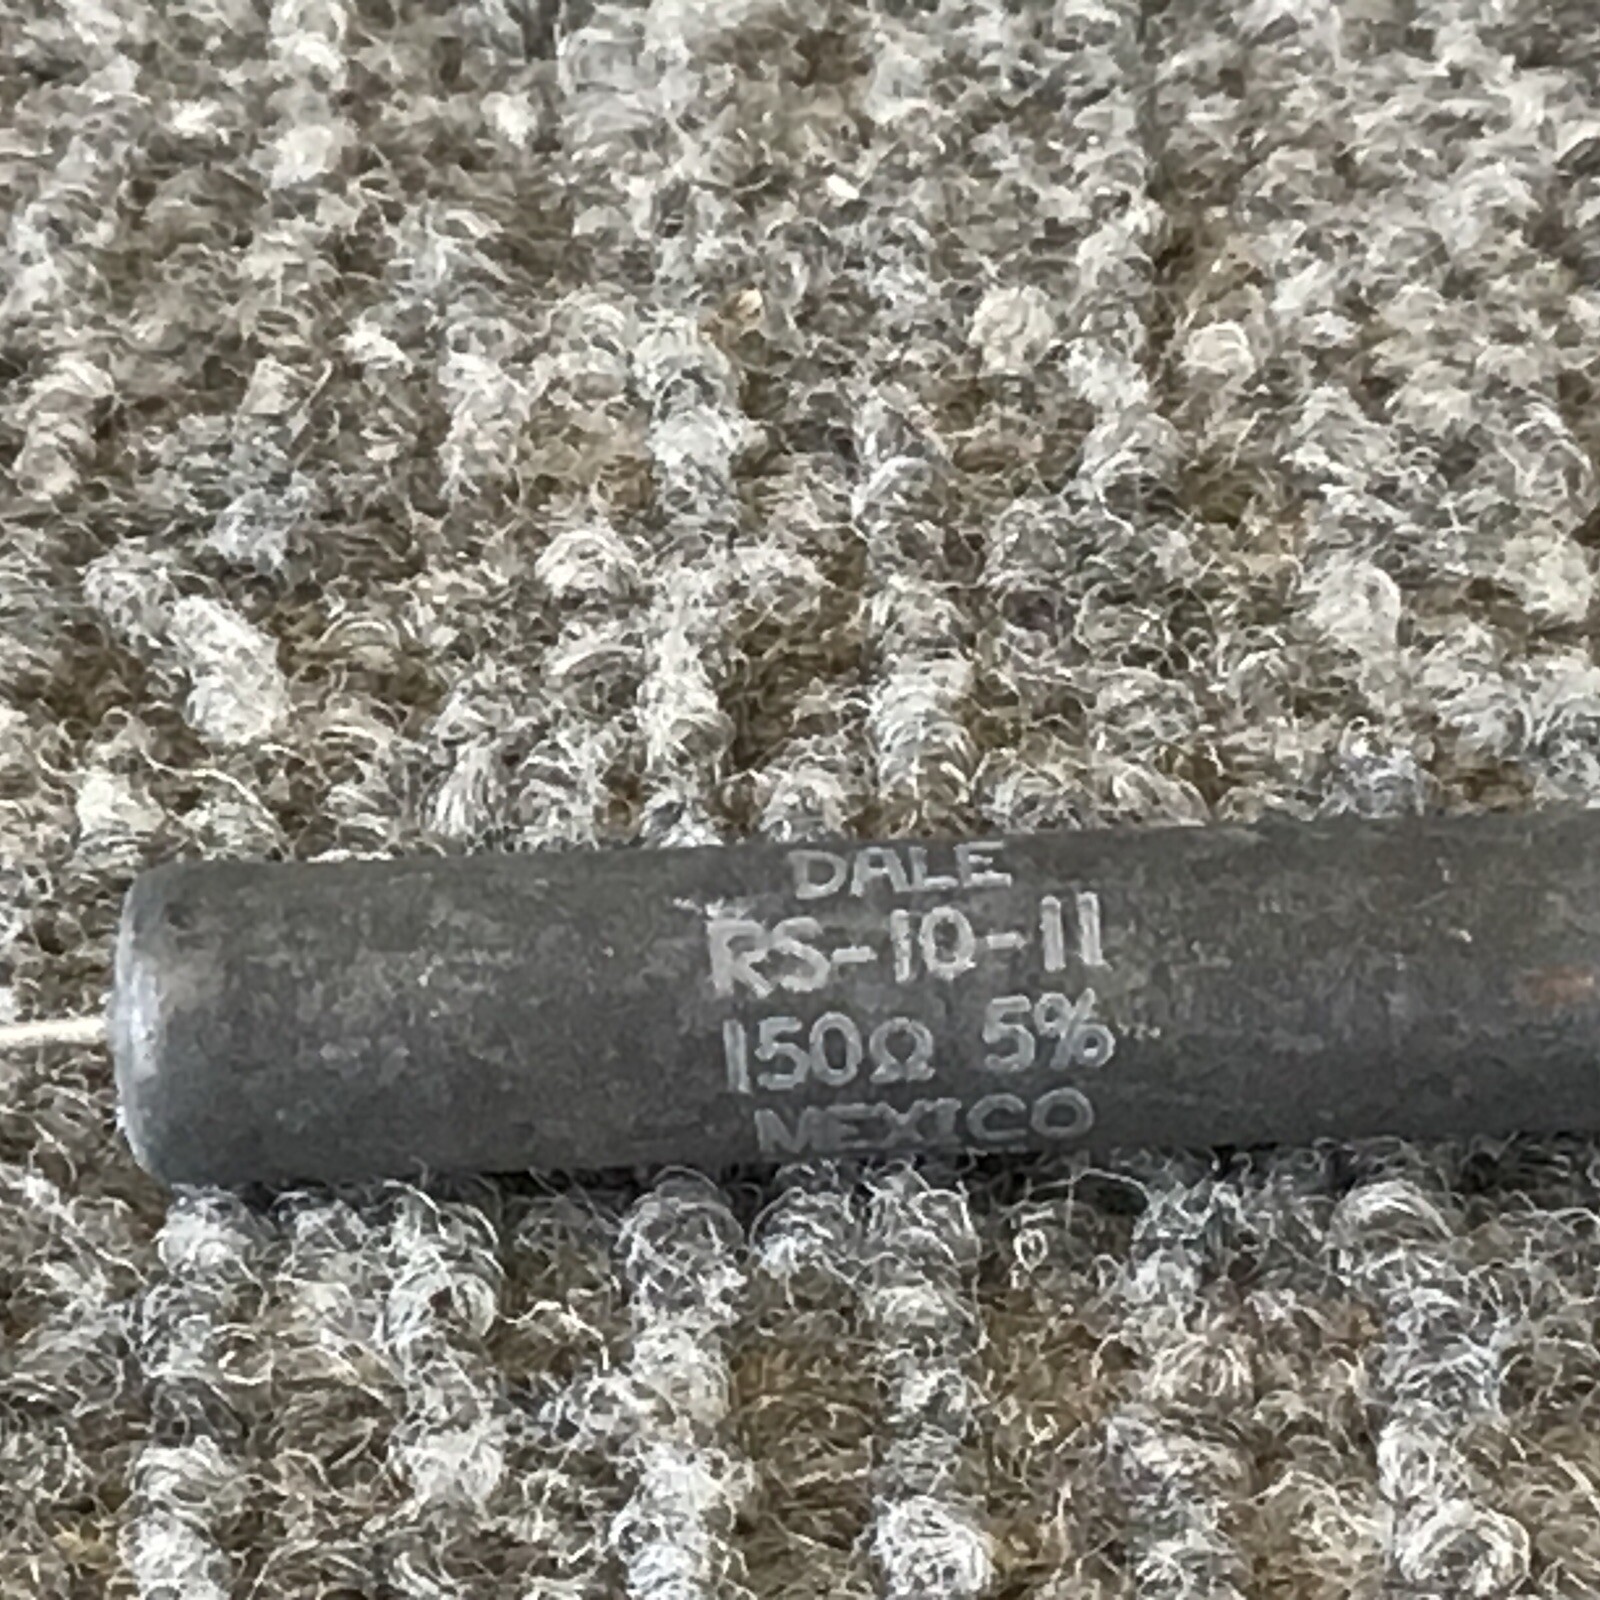 DALE
RS-10-11
150Ω 5%
MEXICO